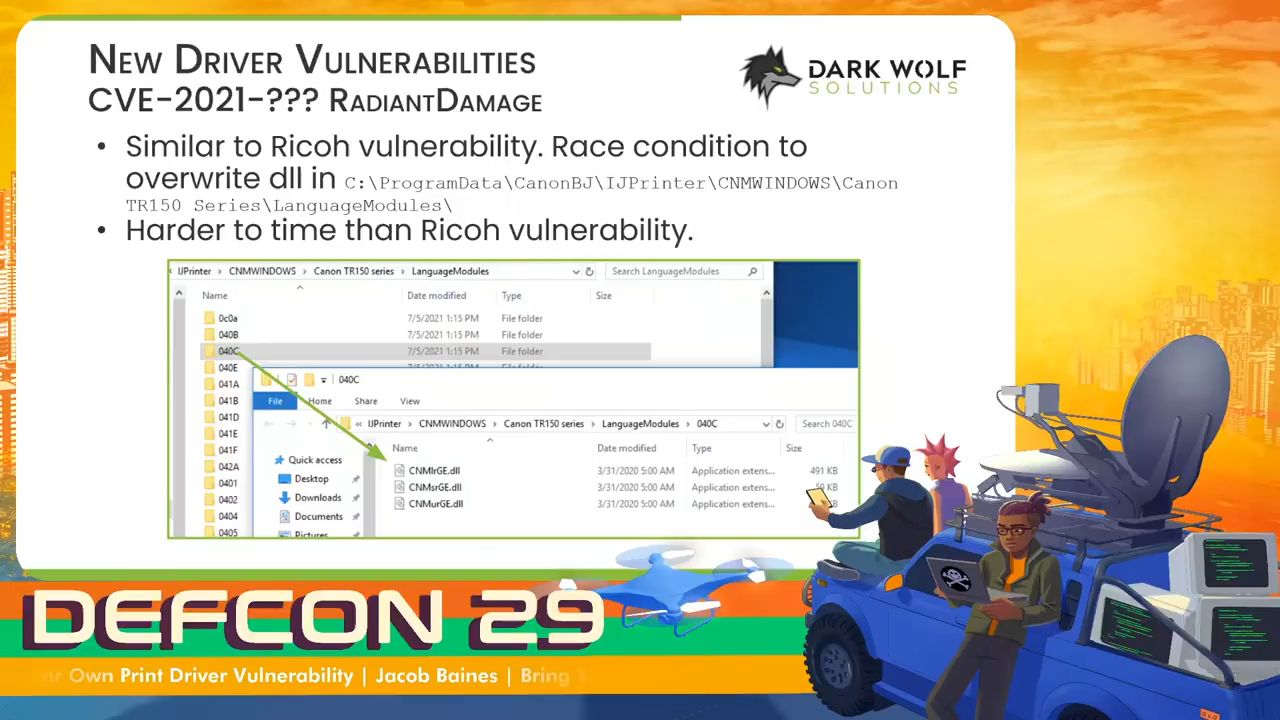 New Driver Vulnerabilities
CVE-2021-??? RadiantDamage
DARK WOLF
SOLUTIONS
• Similar to Ricoh vulnerability. Race condition to
overwrite dll in C:\ProgramData\CanonBJ\IJPrinter\CNMWINDOWS\Canon
TR150 Series\LanguageModules\
• Harder to time than Ricoh vulnerability.
IJPrinter › CNMWINDOWS › Canon TR150 series › LanguageModules
Search LanguageModules
Name Date modified Type Size
0c0a 7/5/2021 1:15 PM File folder
040B 7/5/2021 1:15 PM File folder
040C 7/5/2021 1:15 PM File folder
040E
041A
041B
041D
041E
041F
042A
0401
0402
0404
0405
040C
File Home Share View
« IJPrinter › CNMWINDOWS › Canon TR150 series › LanguageModules › 040C
Search 040C
Name Date modified Type Size
Quick access
Desktop
Downloads
Documents
Pictures
CNMlrGE.dll 3/31/2020 5:00 AM Application extens... 491 KB
CNMsrGE.dll 3/31/2020 5:00 AM Application extens... KB
CNMurGE.dll 3/31/2020 5:00 AM Application extens...
DEFCON 29
Own Print Driver Vulnerability | Jacob Baines | Bring